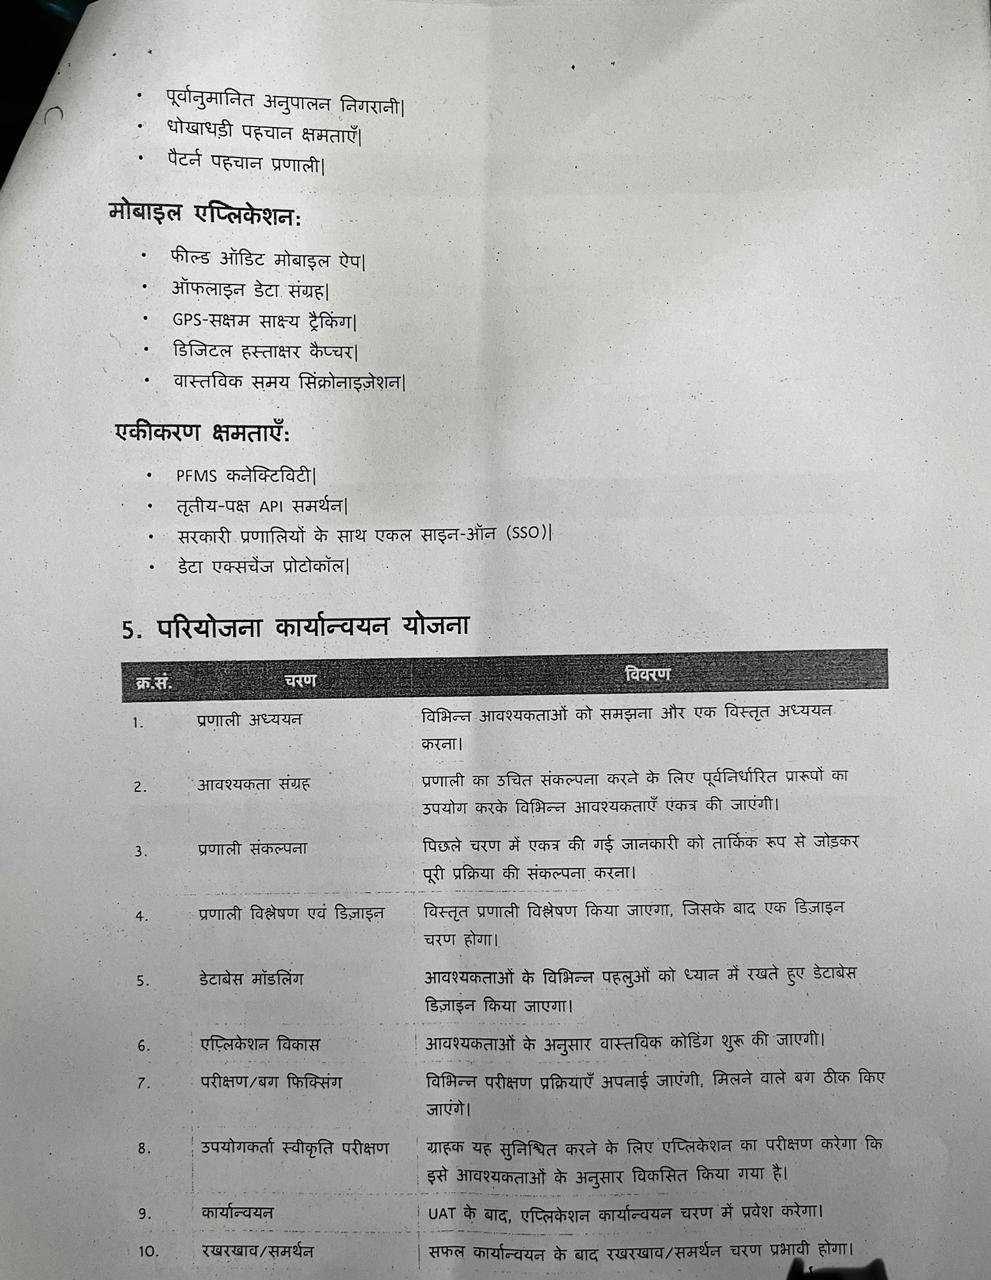 • पूर्वानुमानित अनुपालन निगरानी|
• धोखाधड़ी पहचान क्षमताएँ|
• पैटर्न पहचान प्रणाली|
मोबाइल एप्लिकेशन:
• फील्ड ऑडिट मोबाइल ऐप|
• ऑफलाइन डेटा संग्रह|
• GPS-सक्षम साक्ष्य ट्रैकिंग|
• डिजिटल हस्ताक्षर कैप्चर|
• वास्तविक समय सिंक्रोनाइज़ेशन|
एकीकरण क्षमताएँ:
• PFMS कनेक्टिविटी|
• तृतीय-पक्ष API समर्थन|
• सरकारी प्रणालियों के साथ एकल साइन-ऑन (SSO)|
• डेटा एक्सचेंज प्रोटोकॉल|
5. परियोजना कार्यान्वयन योजना
क्र.सं. चरण विवरण
1. प्रणाली अध्ययन विभिन्न आवश्यकताओं को समझना और एक विस्तृत अध्ययन
करना।
2. आवश्यकता संग्रह प्रणाली का उचित संकल्पना करने के लिए पूर्वनिर्धारित प्रारूपों का
उपयोग करके विभिन्न आवश्यकताएँ एकत्र की जाएंगी।
3. प्रणाली संकल्पना पिछले चरण में एकत्र की गई जानकारी को तार्किक रूप से जोड़कर
पूरी प्रक्रिया की संकल्पना करना।
4. प्रणाली विश्लेषण एवं डिज़ाइन विस्तृत प्रणाली विश्लेषण किया जाएगा, जिसके बाद एक डिज़ाइन
चरण होगा।
5. डेटाबेस मॉडलिंग आवश्यकताओं के विभिन्न पहलुओं को ध्यान में रखते हुए डेटाबेस
डिज़ाइन किया जाएगा।
6. एप्लिकेशन विकास आवश्यकताओं के अनुसार वास्तविक कोडिंग शुरू की जाएगी।
7. परीक्षण/बग फिक्सिंग विभिन्न परीक्षण प्रक्रियाएँ अपनाई जाएंगी, मिलने वाले बग ठीक किए
जाएंगे।
8. उपयोगकर्ता स्वीकृति परीक्षण ग्राहक यह सुनिश्चित करने के लिए एप्लिकेशन का परीक्षण करेगा कि
इसे आवश्यकताओं के अनुसार विकसित किया गया है।
9. कार्यान्वयन UAT के बाद, एप्लिकेशन कार्यान्वयन चरण में प्रवेश करेगा।
10. रखरखाव/समर्थन सफल कार्यान्वयन के बाद रखरखाव/समर्थन चरण प्रभावी होगा।